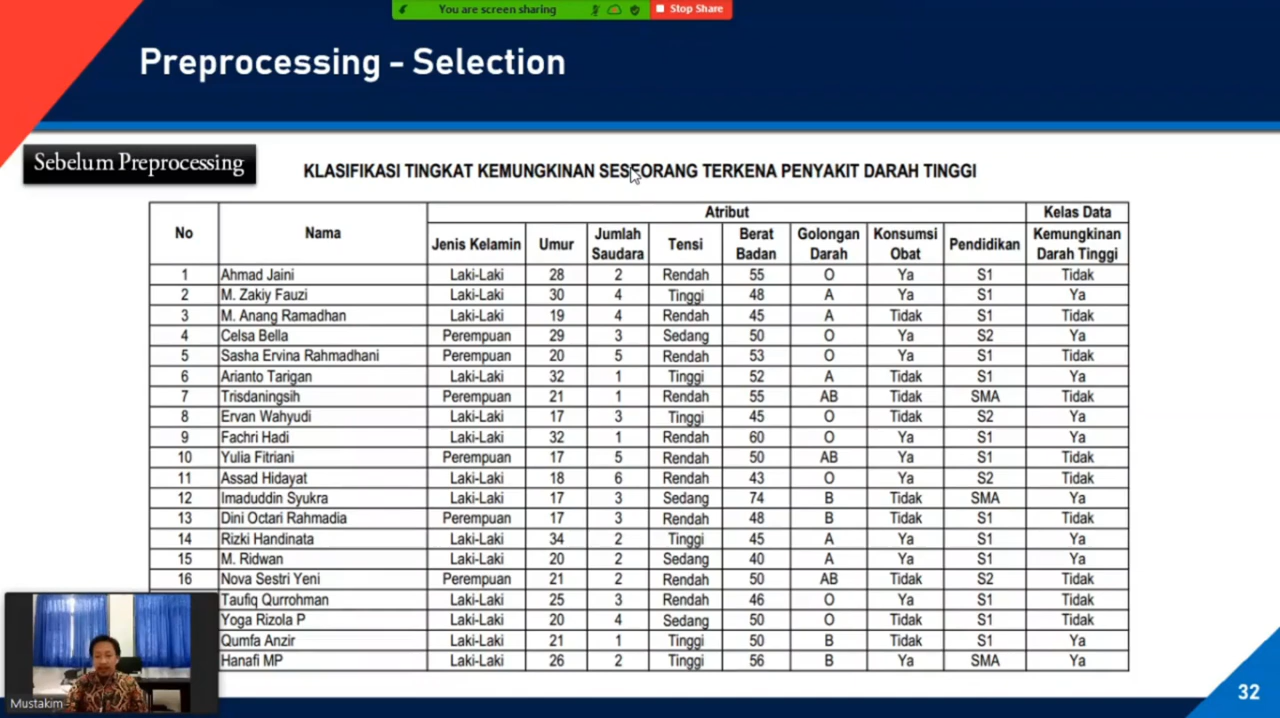 You are screen sharing
Stop Share
Preprocessing - Selection
Sebelum Preprocessing
KLASIFIKASI TINGKAT KEMUNGKINAN SESEORANG TERKENA PENYAKIT DARAH TINGGI
No Nama Atribut Kelas Data
Jenis Kelamin Umur Jumlah Saudara Tensi Berat Badan Golongan Darah Konsumsi Obat Pendidikan Kemungkinan Darah Tinggi
1 Ahmad Jaini Laki-Laki 28 2 Rendah 55 O Ya S1 Tidak
2 M. Zakiy Fauzi Laki-Laki 30 4 Tinggi 48 A Ya S1 Ya
3 M. Anang Ramadhan Laki-Laki 19 4 Rendah 45 A Tidak S1 Tidak
4 Celsa Bella Perempuan 29 3 Sedang 50 O Ya S2 Ya
5 Sasha Ervina Rahmadhani Perempuan 20 5 Rendah 53 O Ya S1 Tidak
6 Arianto Tarigan Laki-Laki 32 1 Tinggi 52 A Tidak S1 Ya
7 Trisdaningsih Perempuan 21 1 Rendah 55 AB Tidak SMA Tidak
8 Ervan Wahyudi Laki-Laki 17 3 Tinggi 45 O Tidak S2 Ya
9 Fachri Hadi Laki-Laki 32 1 Rendah 60 O Ya S1 Ya
10 Yulia Fitriani Perempuan 17 5 Rendah 50 AB Ya S1 Tidak
11 Assad Hidayat Laki-Laki 18 6 Rendah 43 O Ya S2 Tidak
12 Imaduddin Syukra Laki-Laki 17 3 Sedang 74 B Tidak SMA Ya
13 Dini Octari Rahmadia Perempuan 17 3 Rendah 48 B Tidak S1 Tidak
14 Rizki Handinata Laki-Laki 34 2 Tinggi 45 A Ya S1 Ya
15 M. Ridwan Laki-Laki 20 2 Sedang 40 A Ya S1 Ya
16 Nova Sestri Yeni Perempuan 21 2 Rendah 50 AB Tidak S2 Tidak
Taufiq Qurrohman Laki-Laki 25 3 Rendah 46 O Ya S1 Tidak
Yoga Rizola P Laki-Laki 20 4 Sedang 50 O Tidak S1 Tidak
Qumfa Anzir Laki-Laki 21 1 Tinggi 50 B Tidak S1 Ya
Hanafi MP Laki-Laki 26 2 Tinggi 56 B Ya SMA Ya
Mustakim
32